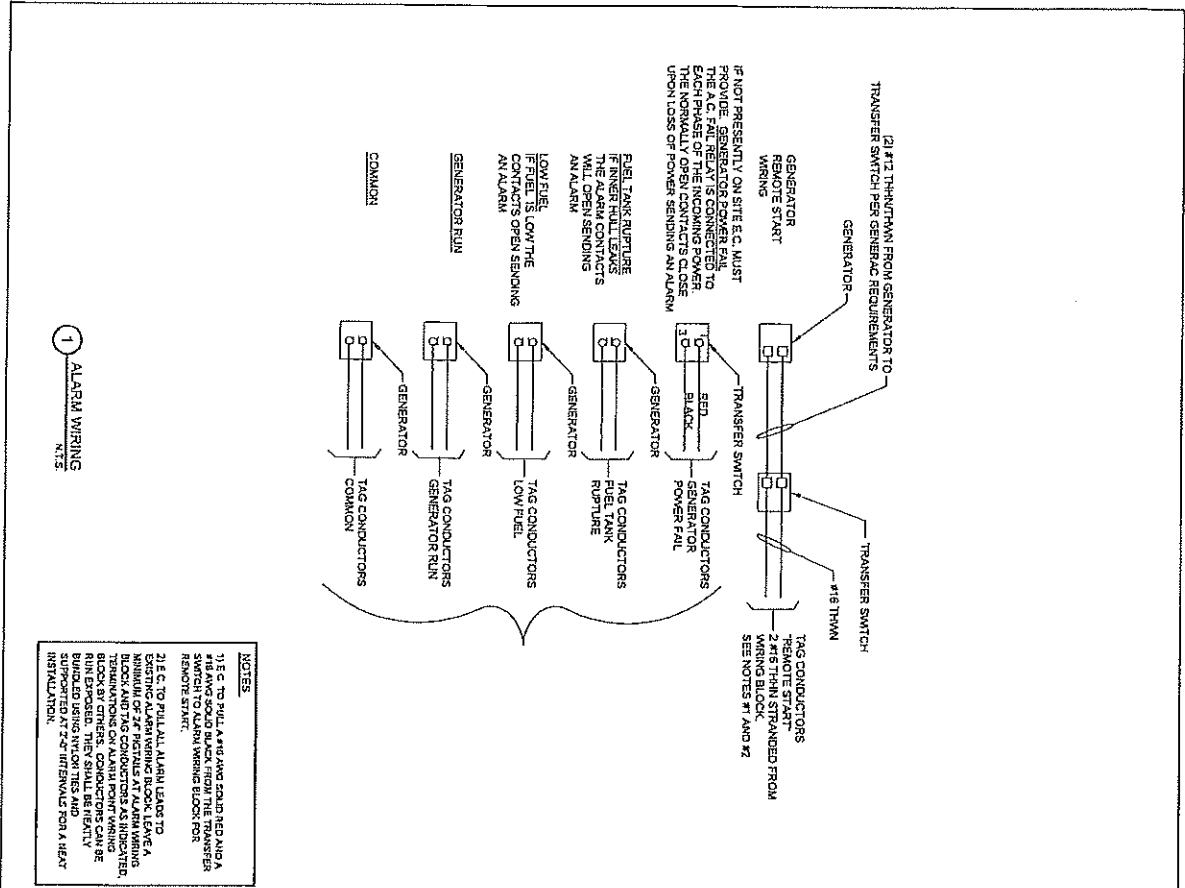 (2) #12 THHN/THWN FROM GENERATOR TO
TRANSFER SWITCH PER GENERAC REQUIREMENTS
GENERATOR
TRANSFER SWITCH
#16 THWN
GENERATOR
REMOTE START
WIRING
TAG CONDUCTORS
"REMOTE START"
2 #16 THHN STRANDED FROM
WIRING BLOCK.
SEE NOTES #1 AND #2
IF NOT PRESENTLY ON SITE E.C. MUST
PROVIDE. GENERATOR POWER FAIL
THE A.C. FAIL RELAY IS CONNECTED TO
EACH PHASE OF THE INCOMING POWER.
THE NORMALLY OPEN CONTACTS CLOSE
UPON LOSS OF POWER SENDING AN ALARM
3
RED
BLACK
TRANSFER SWITCH
TAG CONDUCTORS
GENERATOR
POWER FAIL
FUEL TANK RUPTURE
IF INNER HULL LEAKS
THE ALARM CONTACTS
WILL OPEN SENDING
AN ALARM
GENERATOR
TAG CONDUCTORS
FUEL TANK
RUPTURE
LOW FUEL
IF FUEL IS LOW THE
CONTACTS OPEN SENDING
AN ALARM
GENERATOR
TAG CONDUCTORS
LOW FUEL
GENERATOR RUN
GENERATOR
TAG CONDUCTORS
GENERATOR RUN
COMMON
GENERATOR
TAG CONDUCTORS
COMMON
1 ALARM WIRING
N.T.S.
NOTES
1) E.C. TO PULL A #16 AWG SOLID RED AND A
#16 AWG SOLID BLACK FROM THE TRANSFER
SWITCH TO ALARM WIRING BLOCK FOR
REMOTE START.
2) E.C. TO PULL ALL ALARM LEADS TO
EXISTING ALARM WIRING BLOCK. LEAVE A
MINIMUM OF 24" PIGTAILS AT ALARM WIRING
BLOCK AND TAG CONDUCTORS AS INDICATED.
TERMINATIONS ON ALARM POINT WIRING
BLOCK BY OTHERS. CONDUCTORS CAN BE
RUN EXPOSED. THEY SHALL BE NEATLY
BUNDLED USING NYLON TIES AND
SUPPORTED AT 2'-0" INTERVALS FOR A NEAT
INSTALLATION.